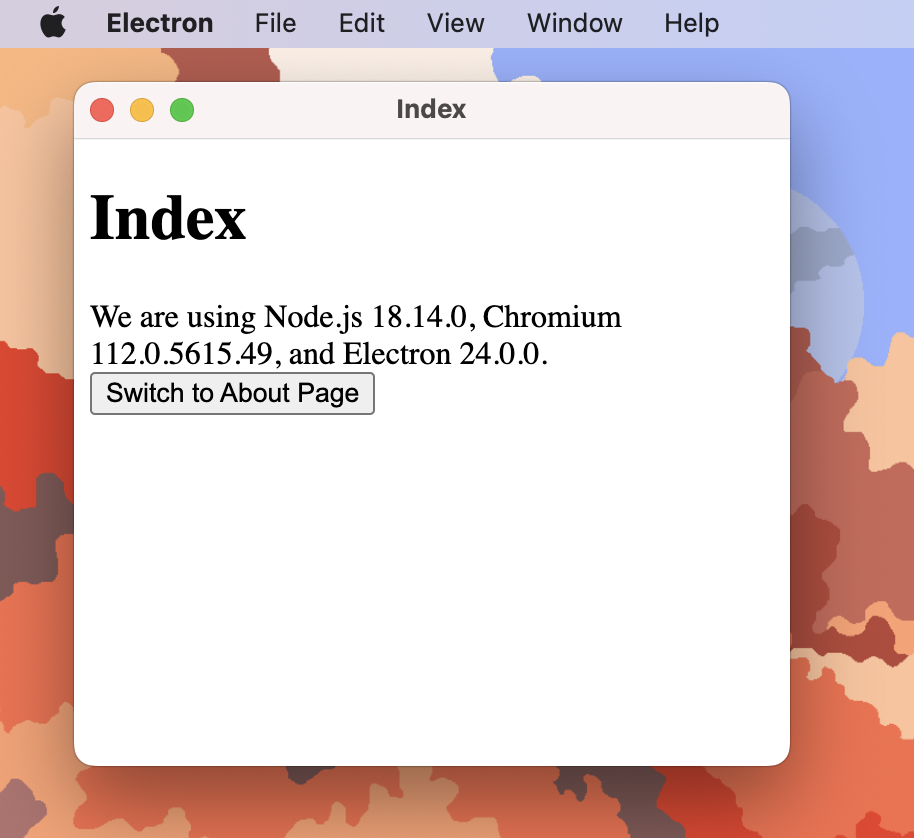 Electron File Edit View Window Help
Index
Index
We are using Node.js 18.14.0, Chromium
112.0.5615.49, and Electron 24.0.0.
Switch to About Page